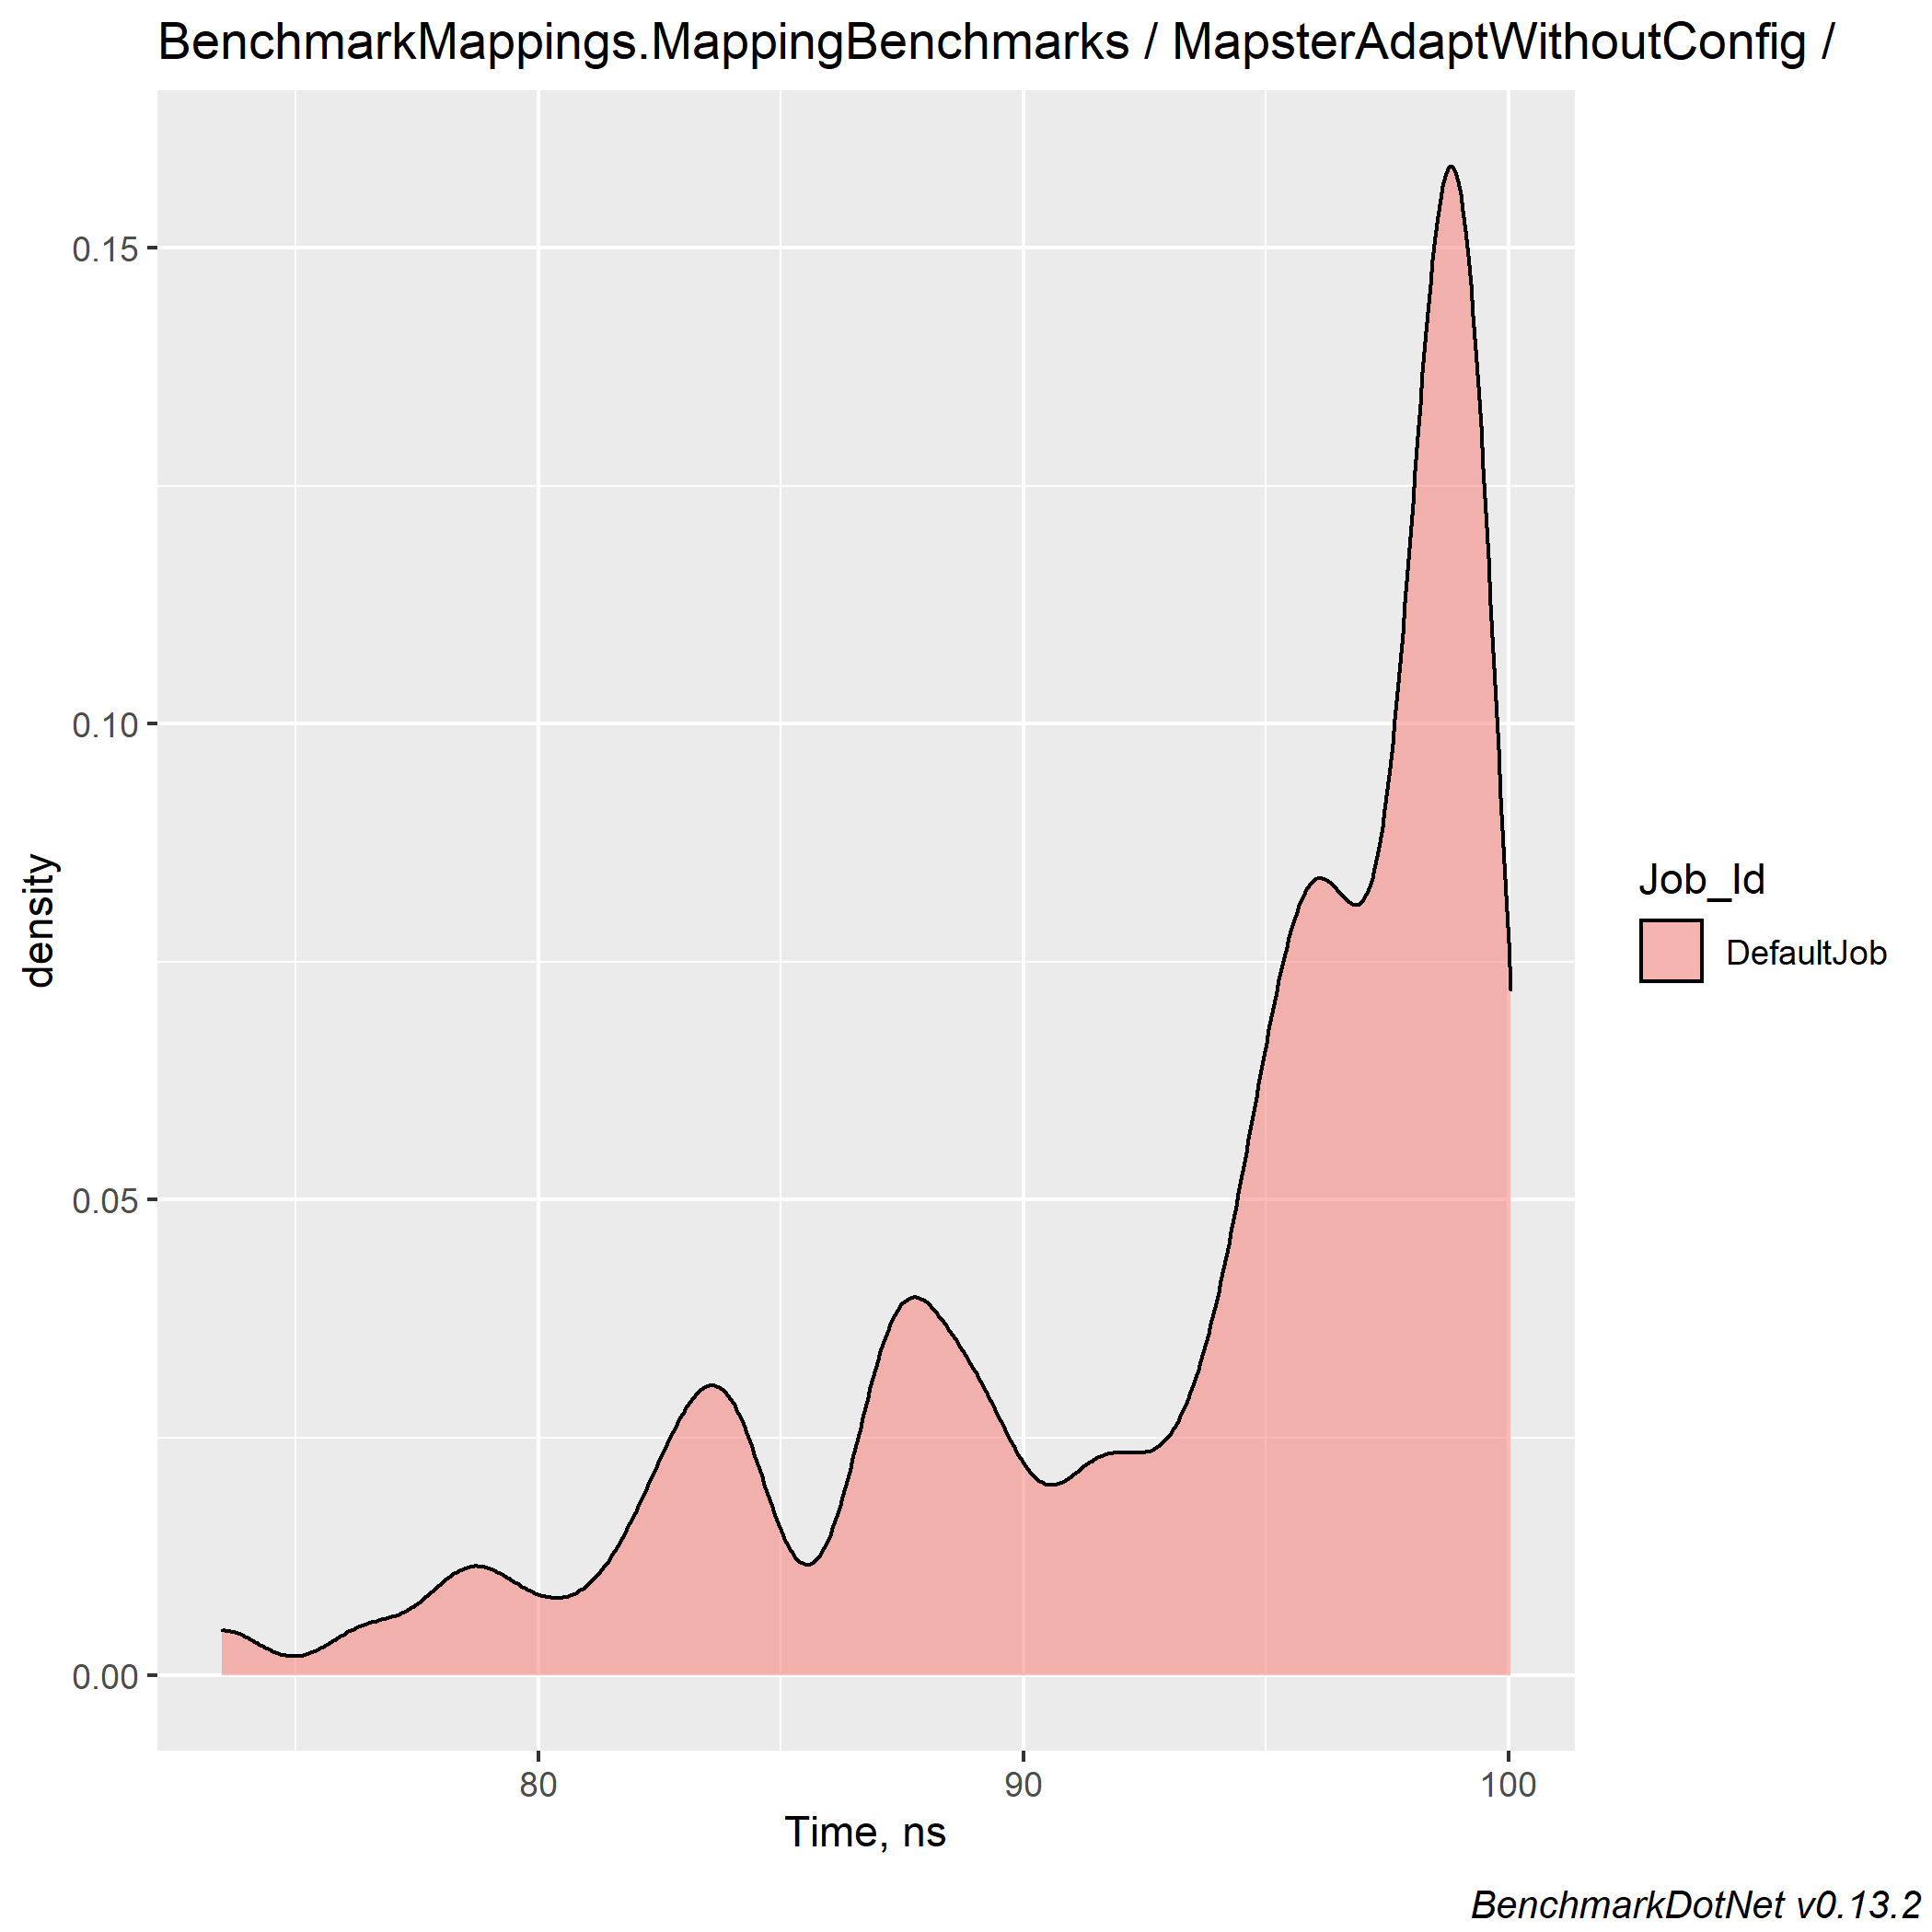 BenchmarkMappings.MappingBenchmarks / MapsterAdaptWithoutConfig /
0.15
0.10
0.05
0.00
density
80 90 100
Time, ns
Job_Id
DefaultJob
BenchmarkDotNet v0.13.2